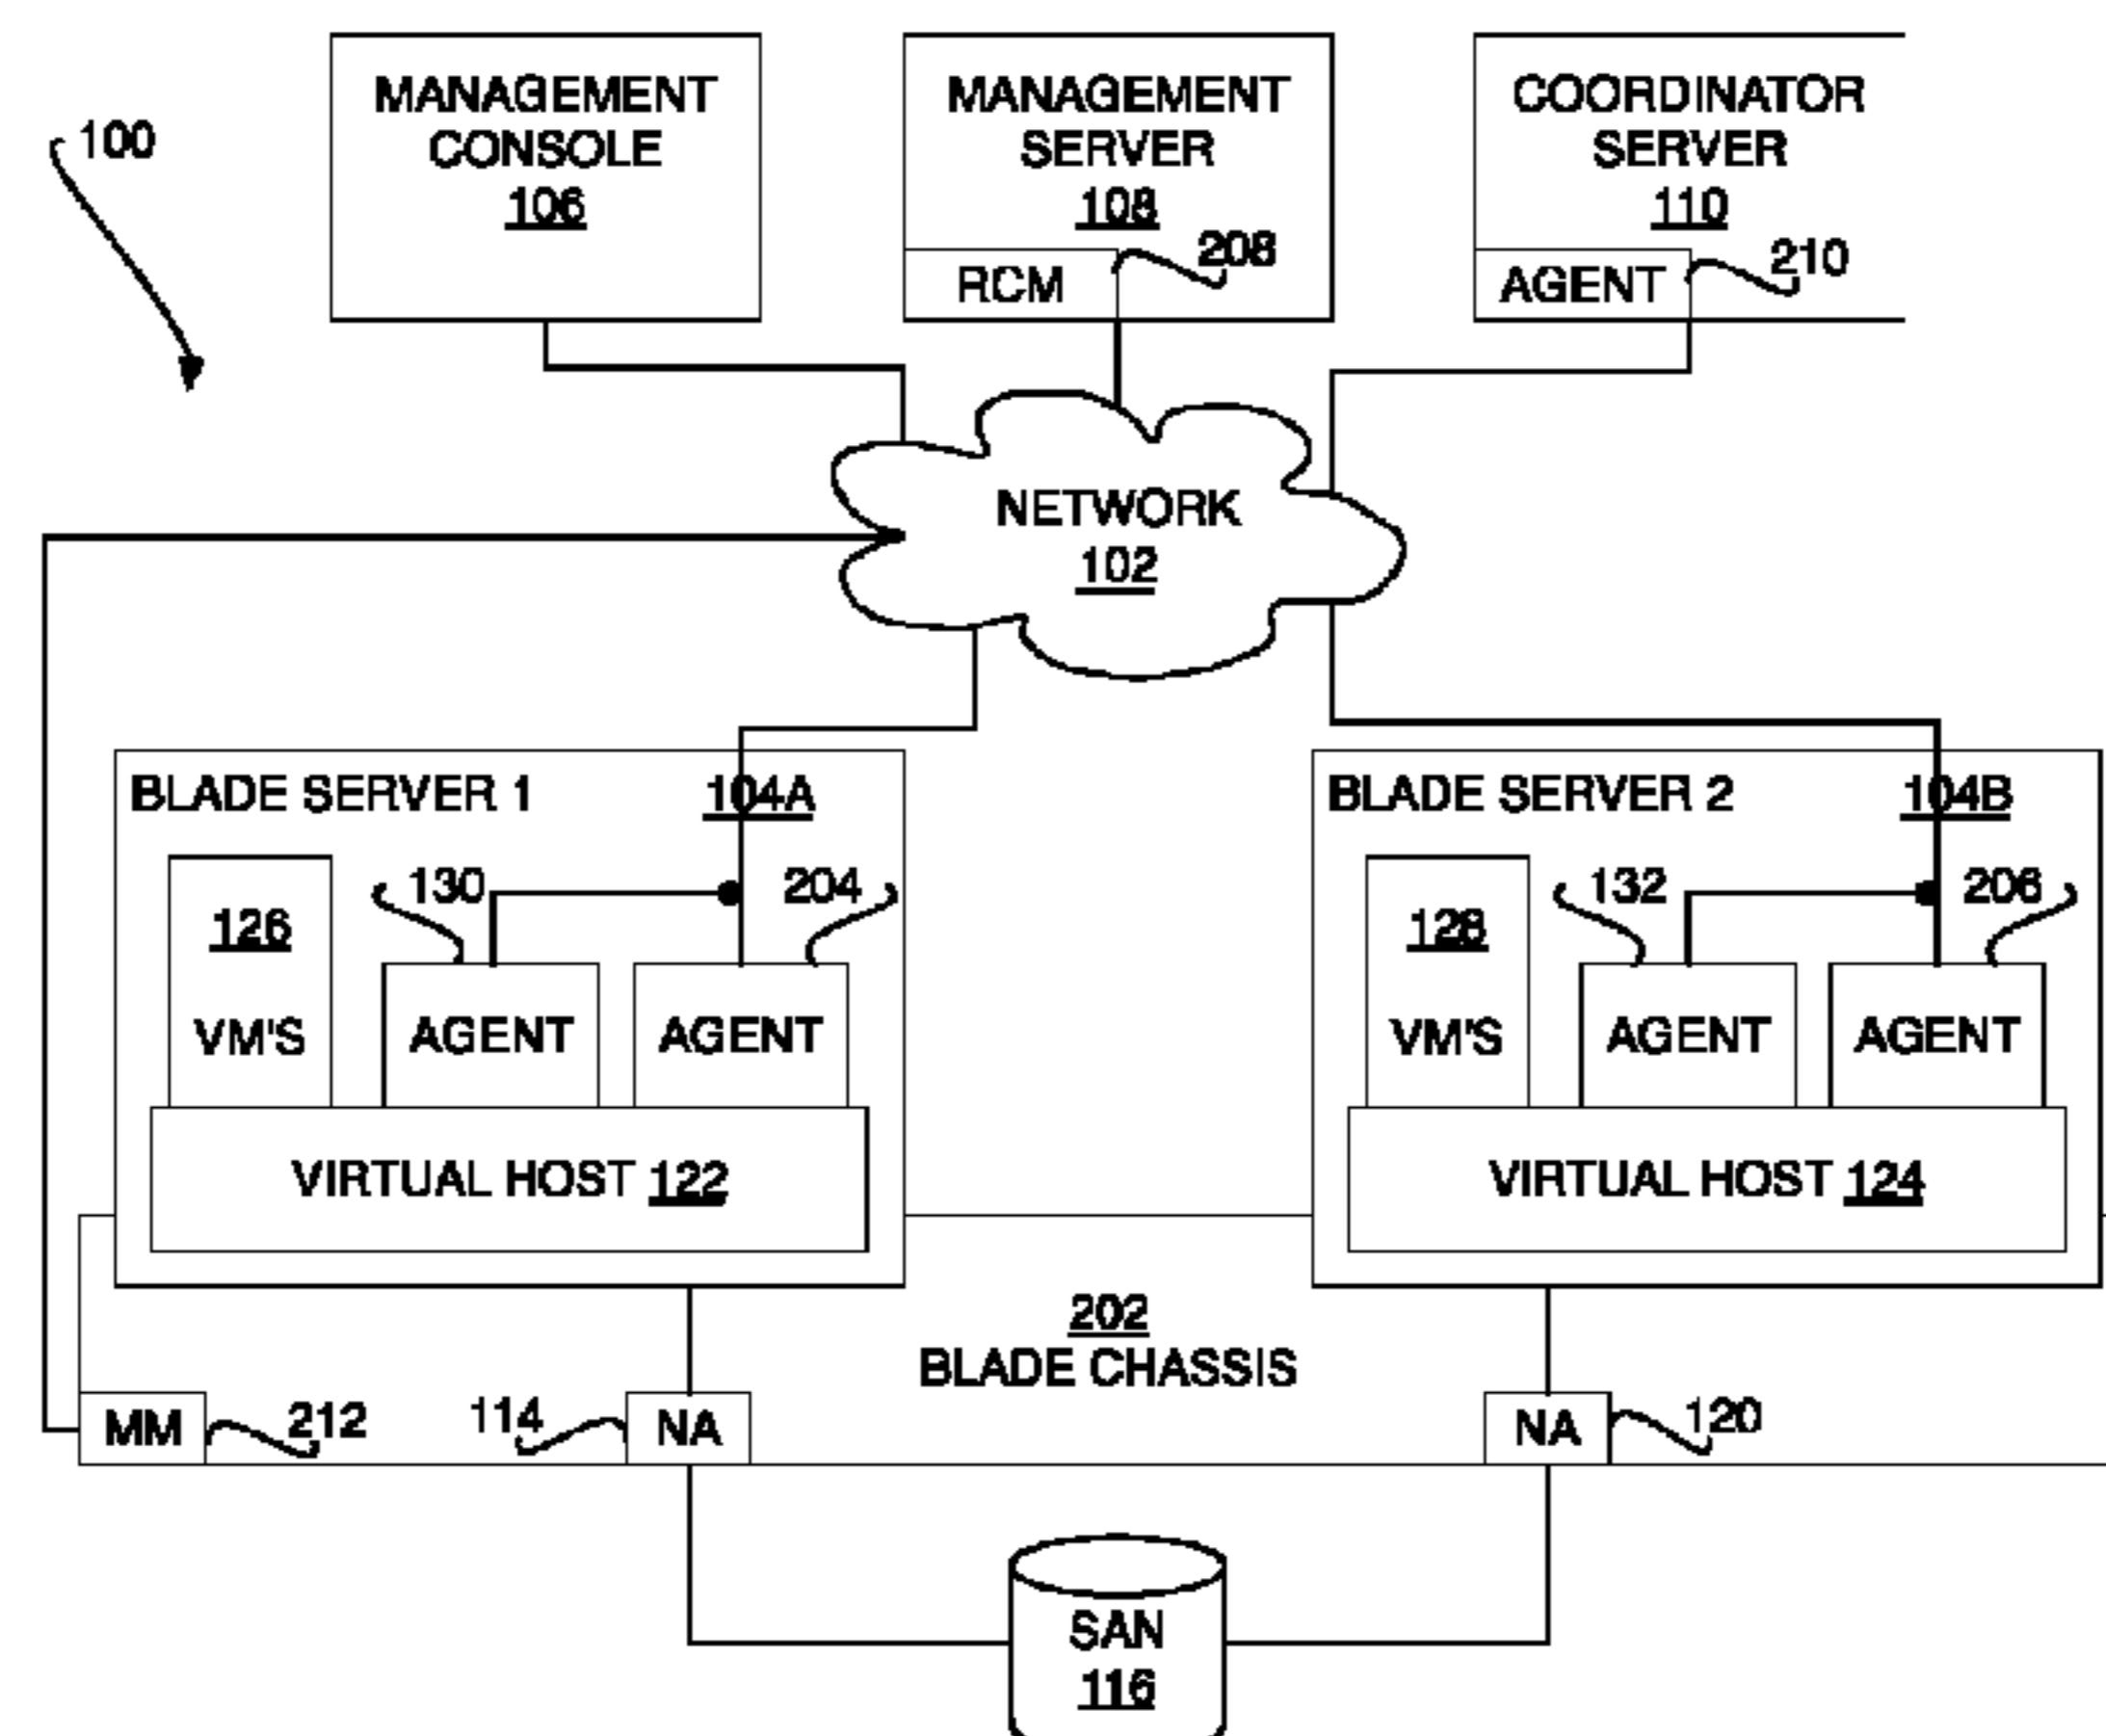 100
MANAGEMENT
CONSOLE
106
MANAGEMENT
SERVER
108
RCM
208
COORDINATOR
SERVER
110
AGENT
210
NETWORK
102
BLADE SERVER 1 104A
130
204
126
VM'S
AGENT
AGENT
VIRTUAL HOST 122
BLADE SERVER 2 104B
132
206
128
VM'S
AGENT
AGENT
VIRTUAL HOST 124
202
BLADE CHASSIS
MM
212
114
NA
NA
120
SAN
116